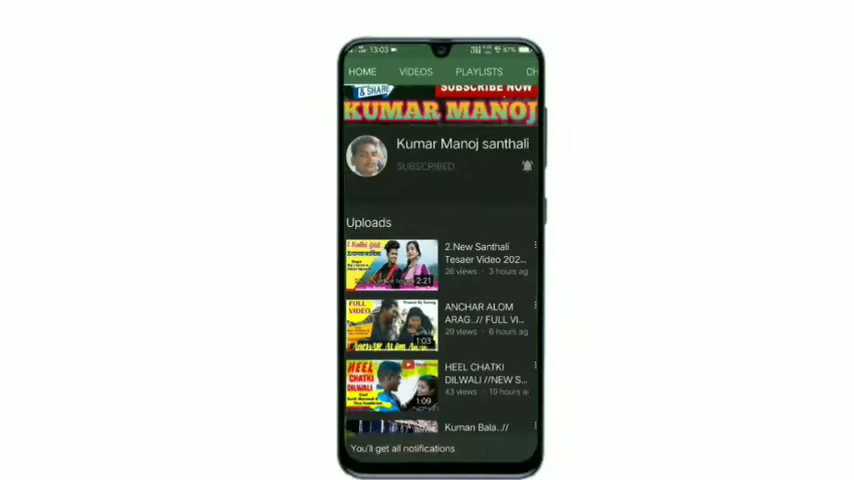 13:03
87%
HOME VIDEOS PLAYLISTS CH
& SHARE
SUBSCRIBE NOW
KUMAR MANOJ
Kumar Manoj santhali
SUBSCRIBED
Uploads
2.New Santhali
Tesaer Video 202...
26 views · 3 hours ag
2:21
FULL
VIDEO
ANCHAR ALOM
ARAG..// FULL VI...
29 views · 6 hours ag
1:03
HEEL
CHATKI
DILWALI
HEEL CHATKI
DILWALI //NEW S...
43 views · 19 hours a
1:09
Kuman Bala..//
You'll get all notifications